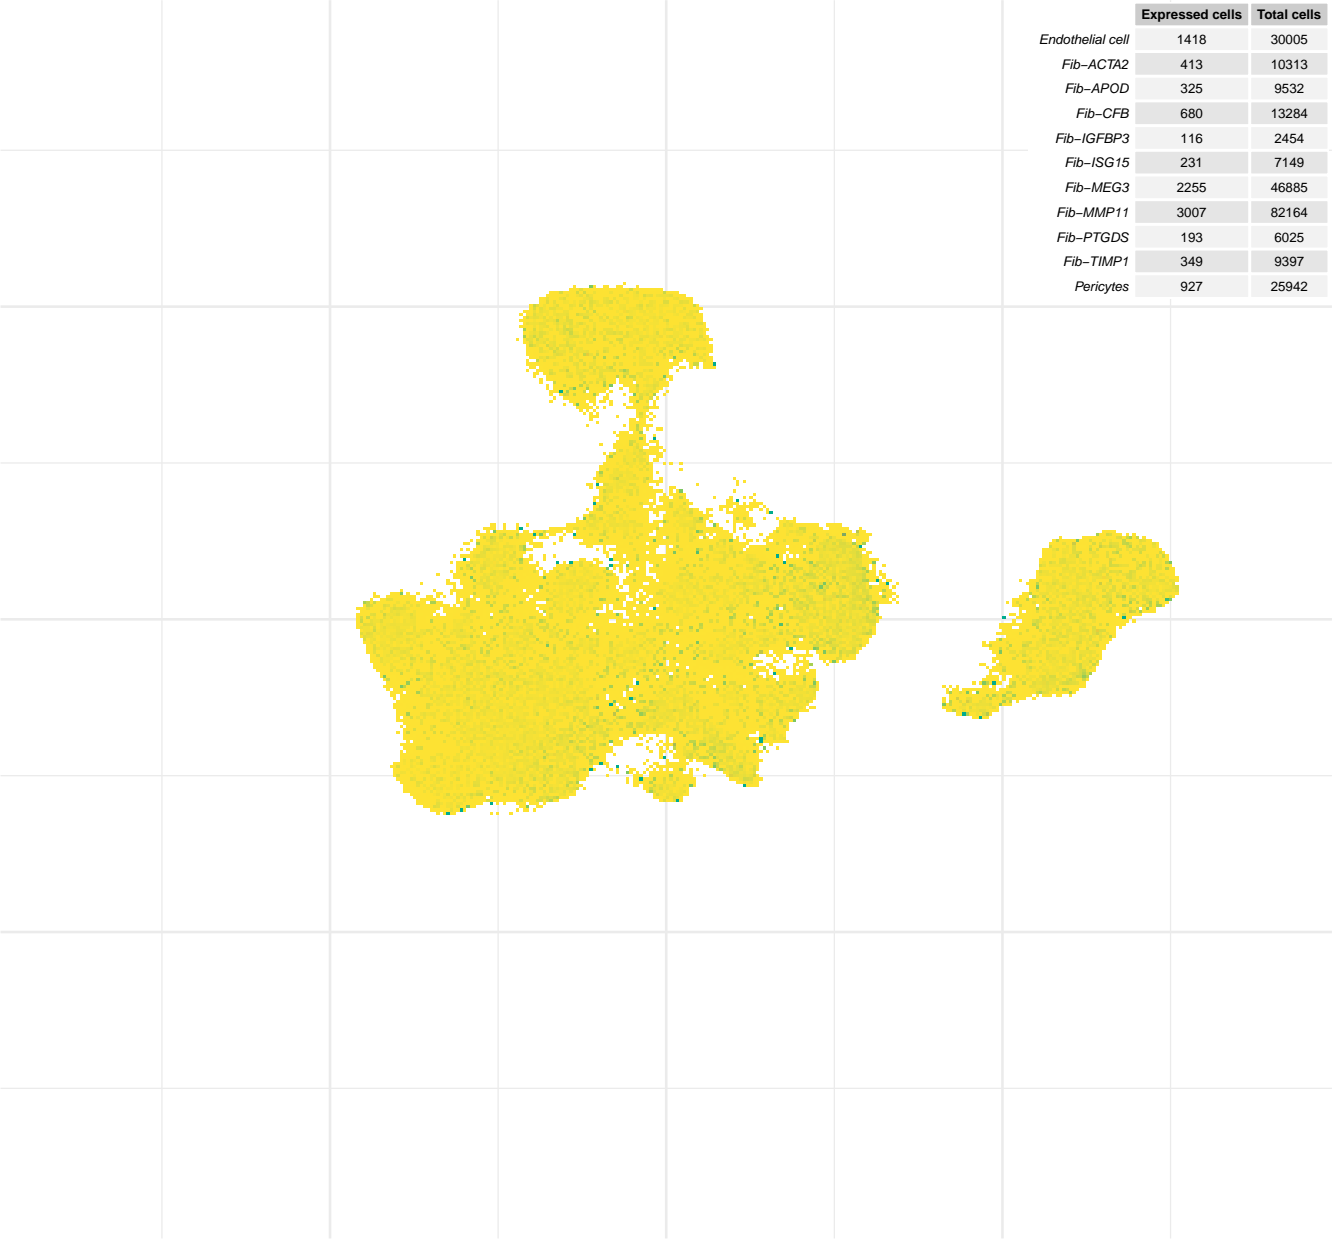 Expressed cells Total cells
Endothelial cell 1418 30005
Fib−ACTA2 413 10313
Fib−APOD 325 9532
Fib−CFB 680 13284
Fib−IGFBP3 116 2454
Fib−ISG15 231 7149
Fib−MEG3 2255 46885
Fib−MMP11 3007 82164
Fib−PTGDS 193 6025
Fib−TIMP1 349 9397
Pericytes 927 25942